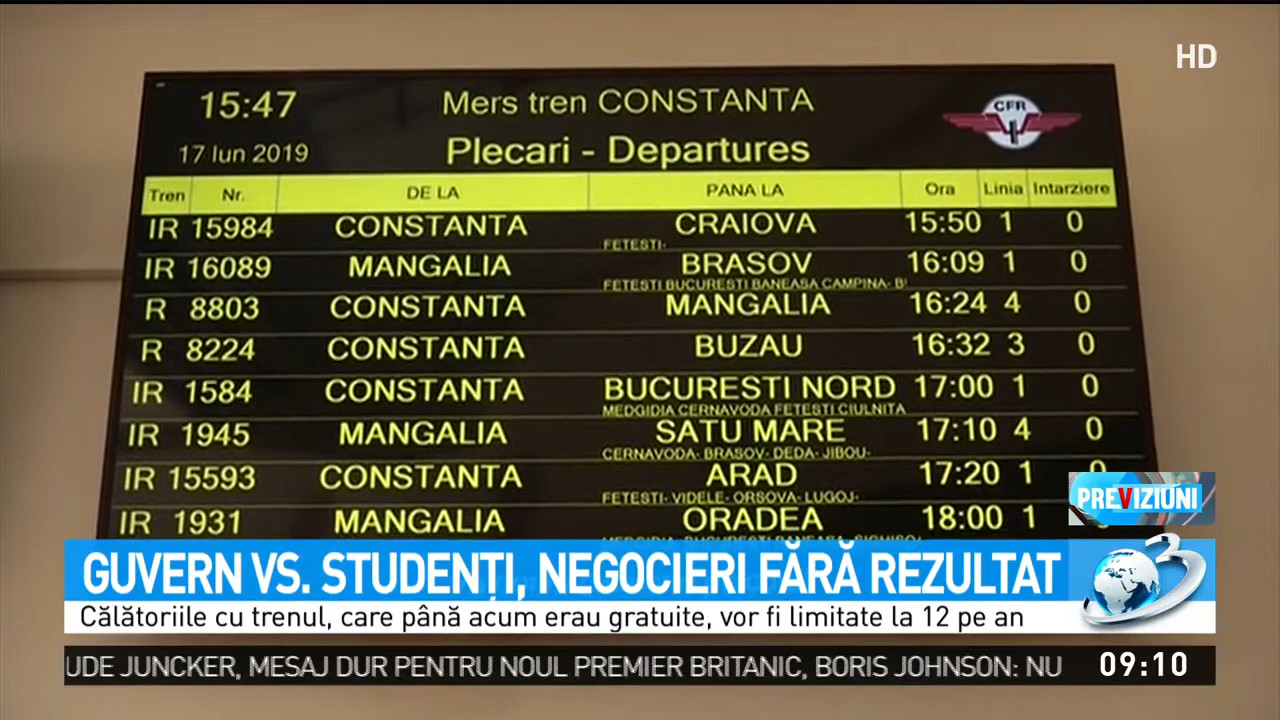 HD
15:47 Mers tren CONSTANTA
CFR
17 Iun 2019 Plecari - Departures
Tren Nr. DE LA PANA LA Ora Linia Intarziere
IR 15984 CONSTANTA CRAIOVA 15:50 1 0
FETESTI-
IR 16089 MANGALIA BRASOV 16:09 1 0
FETESTI BUCURESTI BANEASA CAMPINA- B
R 8803 CONSTANTA MANGALIA 16:24 4 0
R 8224 CONSTANTA BUZAU 16:32 3 0
IR 1584 CONSTANTA BUCURESTI NORD 17:00 1 0
MEDGIDIA CERNAVODA FETESTI CIULNITA
IR 1945 MANGALIA SATU MARE 17:10 4 0
CERNAVODA- BRASOV- DEDA- JIBOU-
IR 15593 CONSTANTA ARAD 17:20 1 0
FETESTI- VIDELE- ORSOVA- LUGOJ-
IR 1931 MANGALIA ORADEA 18:00 1
PREVIZIUNI
GUVERN VS. STUDENȚI, NEGOCIERI FĂRĂ REZULTAT
3
Călătoriile cu trenul, care până acum erau gratuite, vor fi limitate la 12 pe an
UDE JUNCKER, MESAJ DUR PENTRU NOUL PREMIER BRITANIC, BORIS JOHNSON: NU 09:10